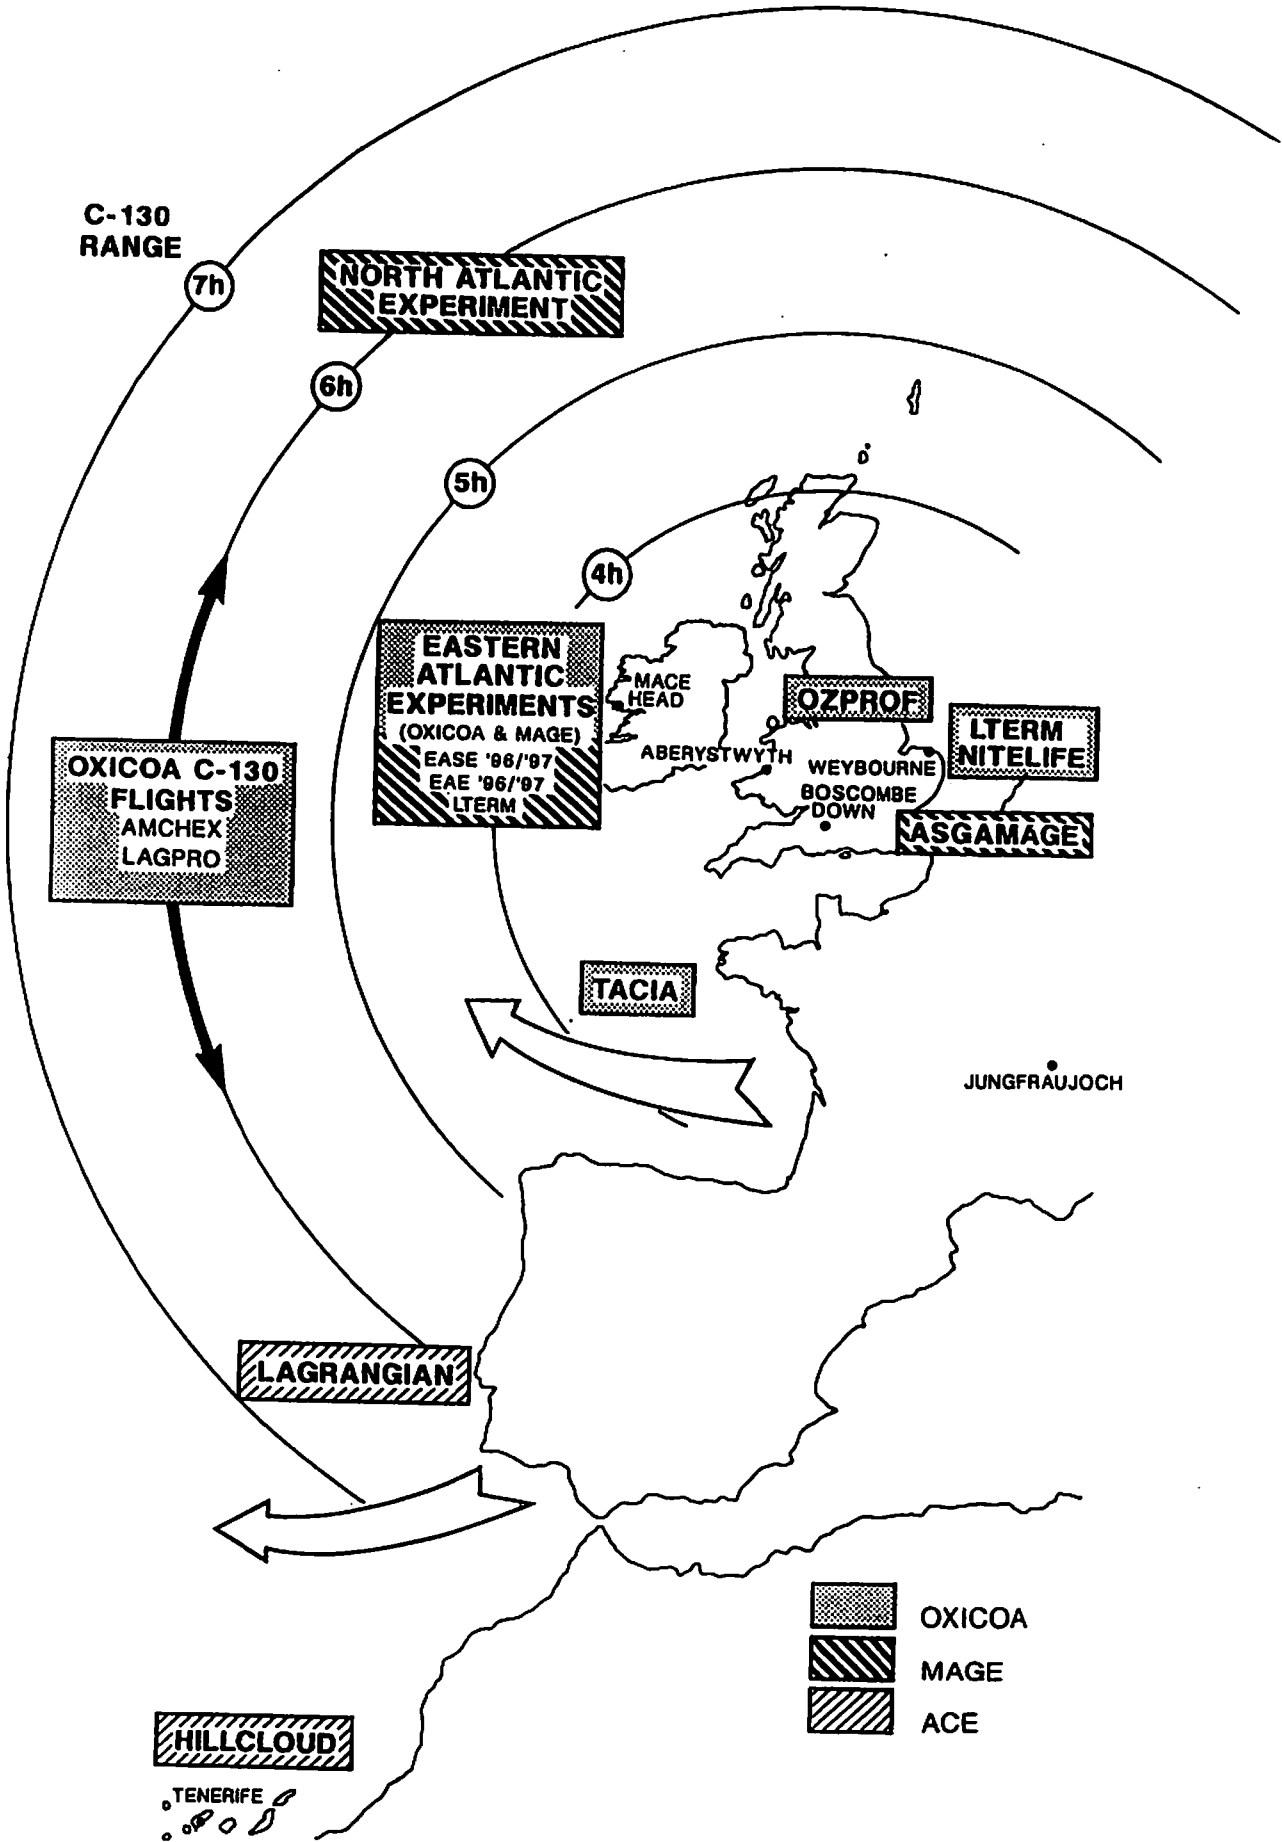 C-130
RANGE
7h
NORTH ATLANTIC
EXPERIMENT
6h
5h
4h
EASTERN
ATLANTIC
EXPERIMENTS
(OXICOA & MAGE)
EASE '96/'97
EAE '96/'97
LTERM
MACE
HEAD
OZPROF
LTERM
NITELIFE
ABERYSTWYTH
WEYBOURNE
BOSCOMBE
DOWN
ASGAMAGE
OXICOA C-130
FLIGHTS
AMCHEX
LAGPRO
TACIA
JUNGFRAUJOCH
LAGRANGIAN
OXICOA
MAGE
ACE
HILLCLOUD
TENERIFE